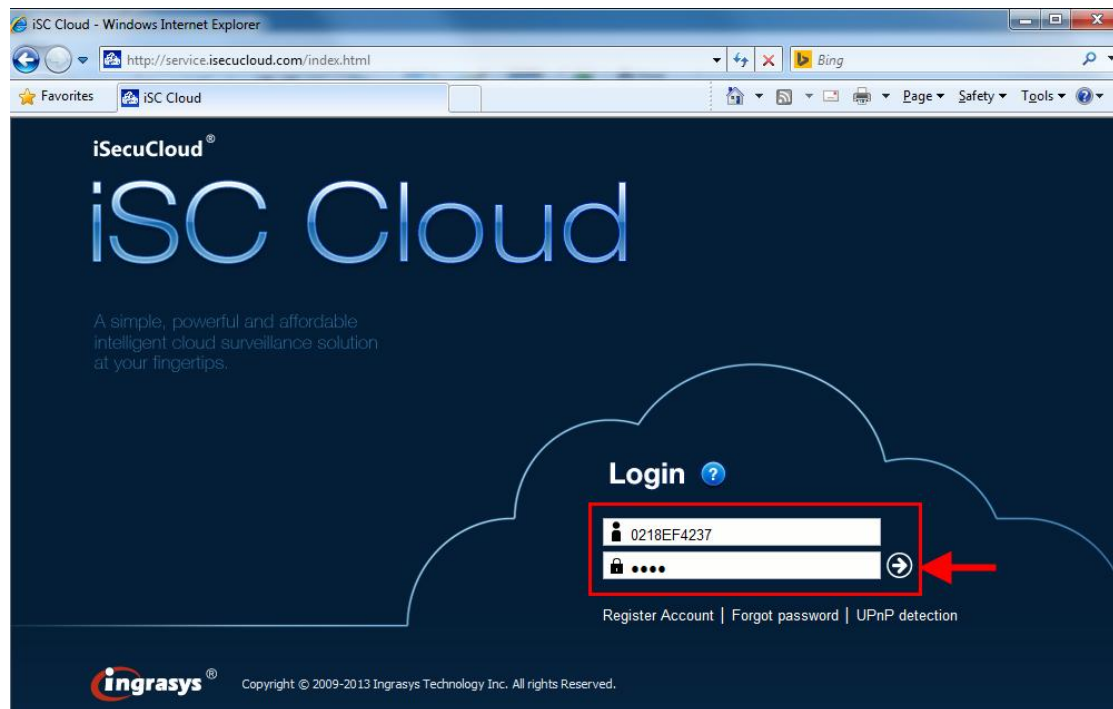 iSC Cloud - Windows Internet Explorer
http://service.isecucloud.com/index.html
Bing
Favorites
iSC Cloud
Page
Safety
Tools
iSecuCloud®
iSC Cloud
A simple, powerful and affordable
intelligent cloud surveillance solution
at your fingertips.
Login ?
0218EF4237
••••
Register Account | Forgot password | UPnP detection
ingrasys®
Copyright © 2009-2013 Ingrasys Technology Inc. All rights Reserved.